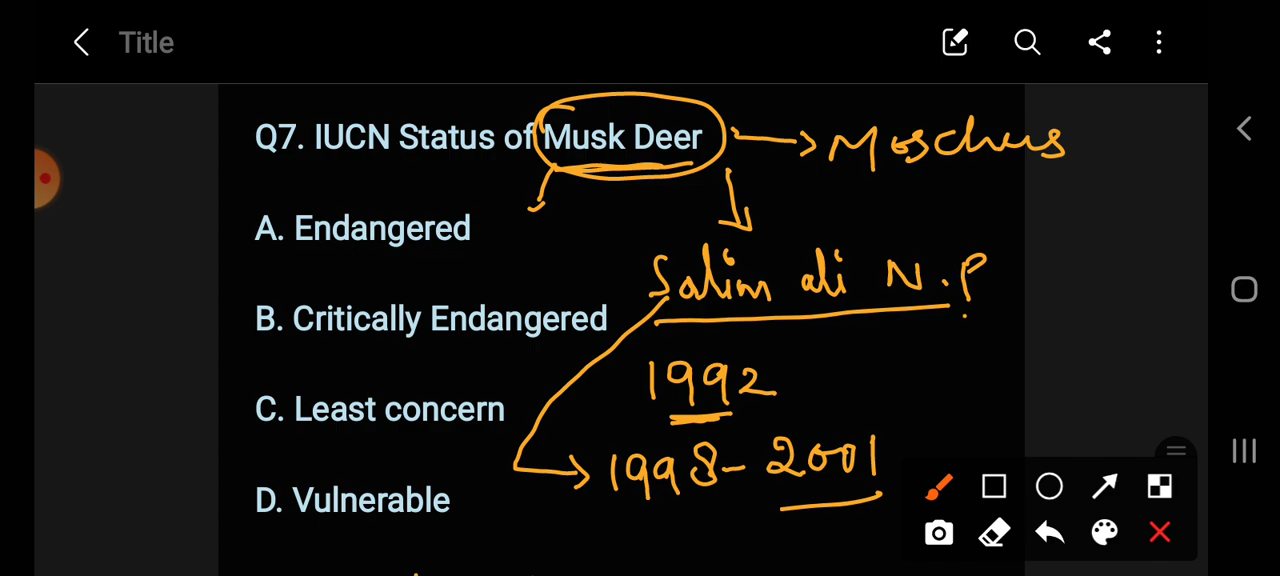 Title
Q7. IUCN Status of Musk Deer → Moschus
A. Endangered
Salim ali N.P
B. Critically Endangered
1992
C. Least concern
1998-2001
D. Vulnerable